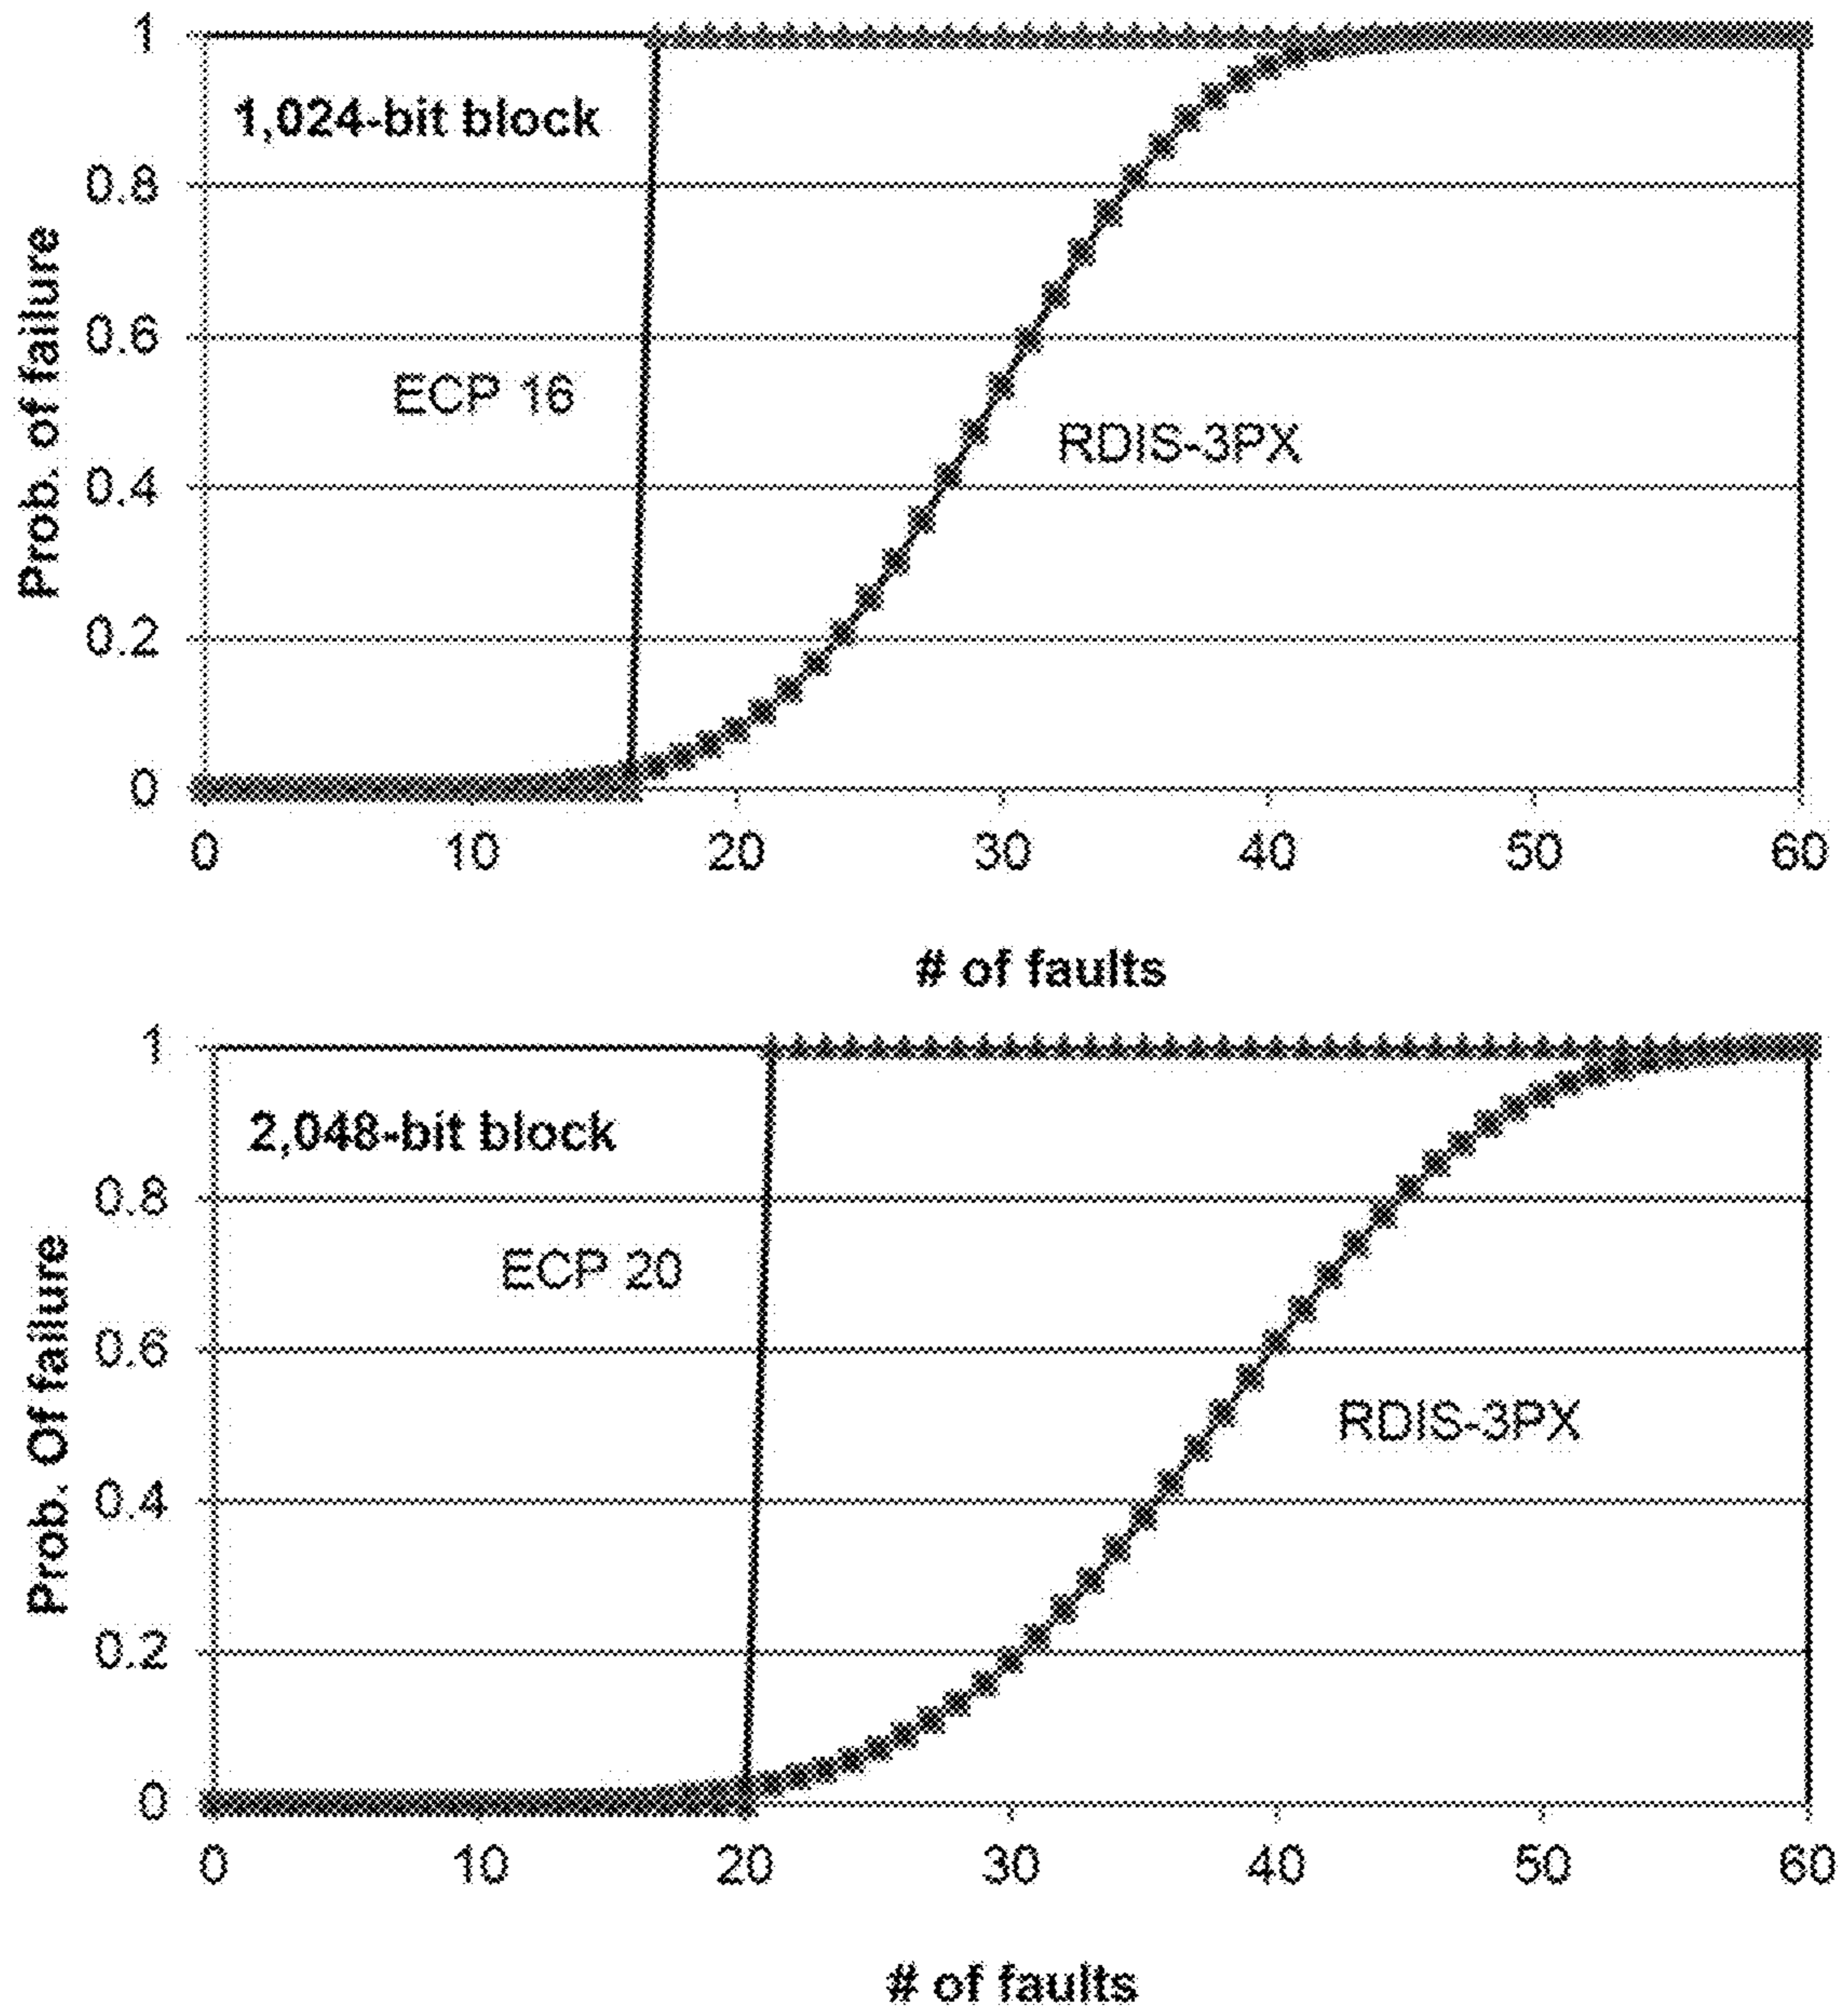 1
1,024-bit block
0.8
Prob. of failure
0.6
ECP 16
RDIS-3PX
0.4
0.2
0
0 10 20 30 40 50 60
# of faults
1
2,048-bit block
0.8
ECP 20
Prob. Of failure
0.6
RDIS-3PX
0.4
0.2
0
0 10 20 30 40 50 60
# of faults